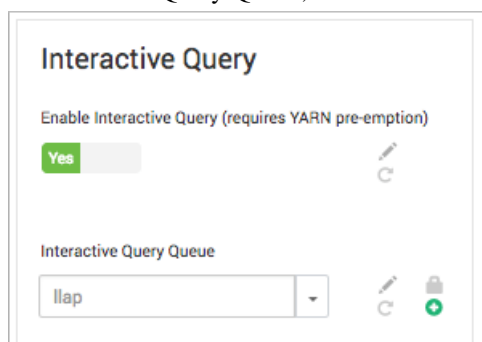 Interactive Query
Enable Interactive Query (requires YARN pre-emption)
Yes
Interactive Query Queue
llap